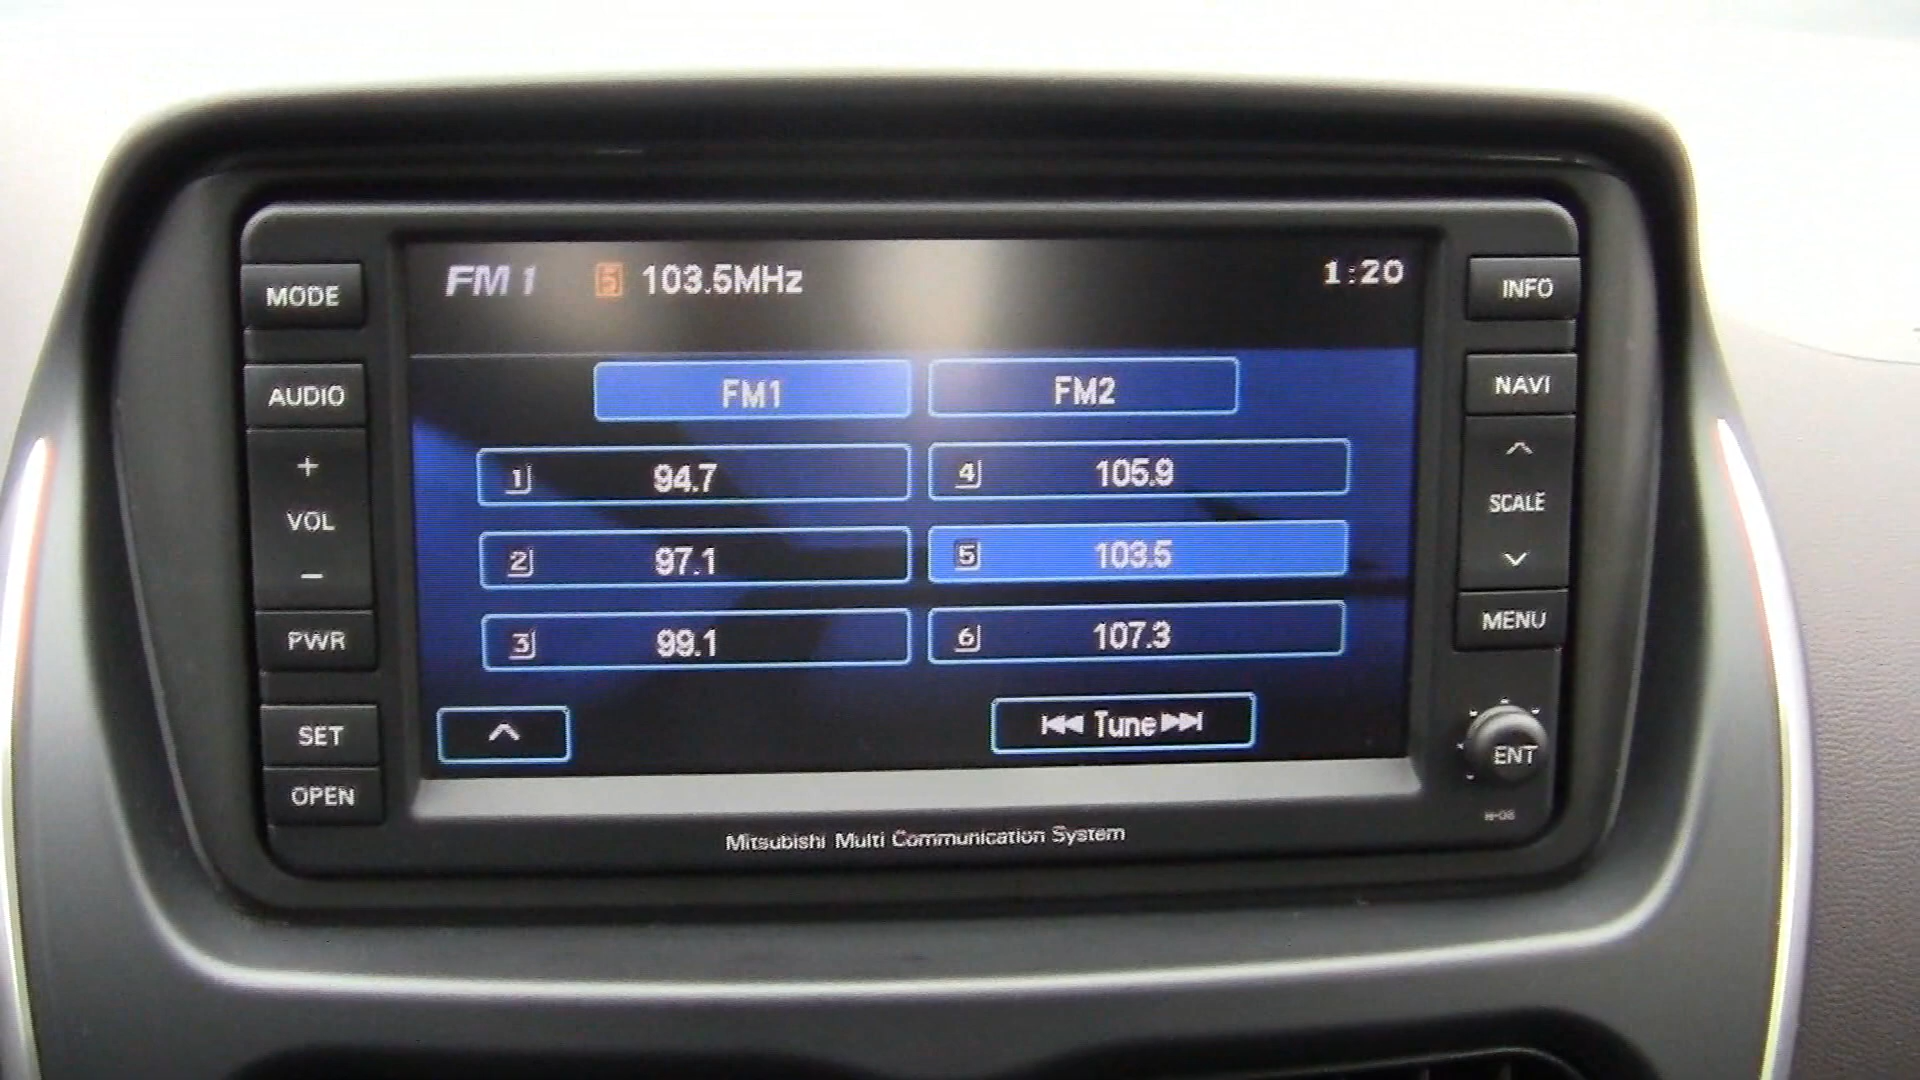 FM 1 5 103.5MHz 1:20
MODE
INFO
AUDIO
FM1 FM2
NAVI
+
VOL
−
1 94.7 4 105.9
2 97.1 5 103.5
3 99.1 6 107.3
SCALE
PWR
MENU
SET
Tune
ENT
OPEN
Mitsubishi Multi Communication System